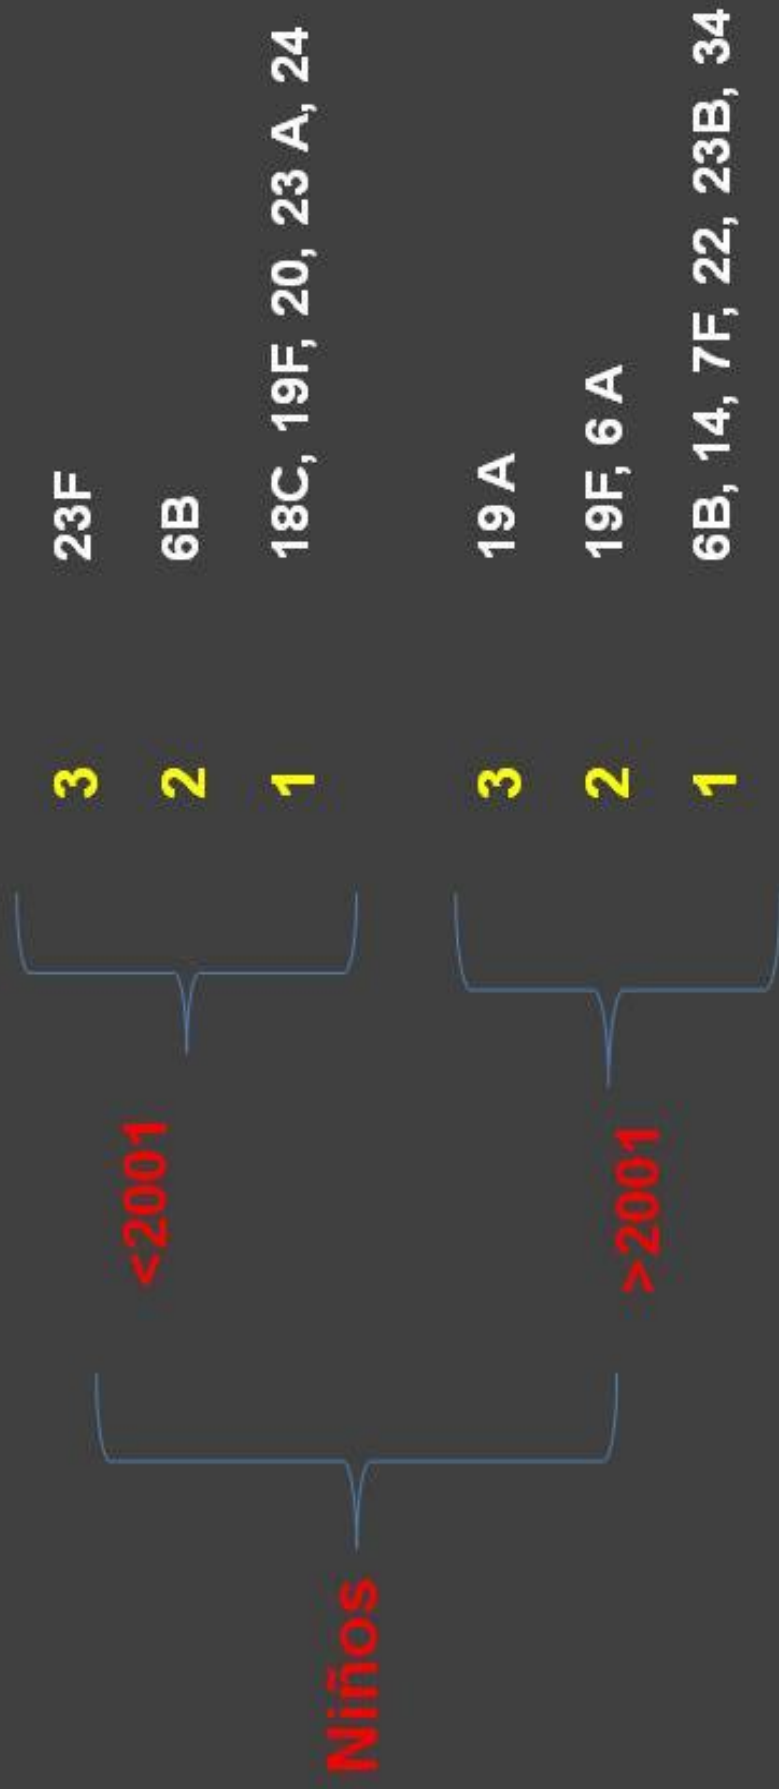 Niños
<2001
3 23F
2 6B
1 18C, 19F, 20, 23 A, 24
>2001
3 19 A
2 19F, 6 A
1 6B, 14, 7F, 22, 23B, 34